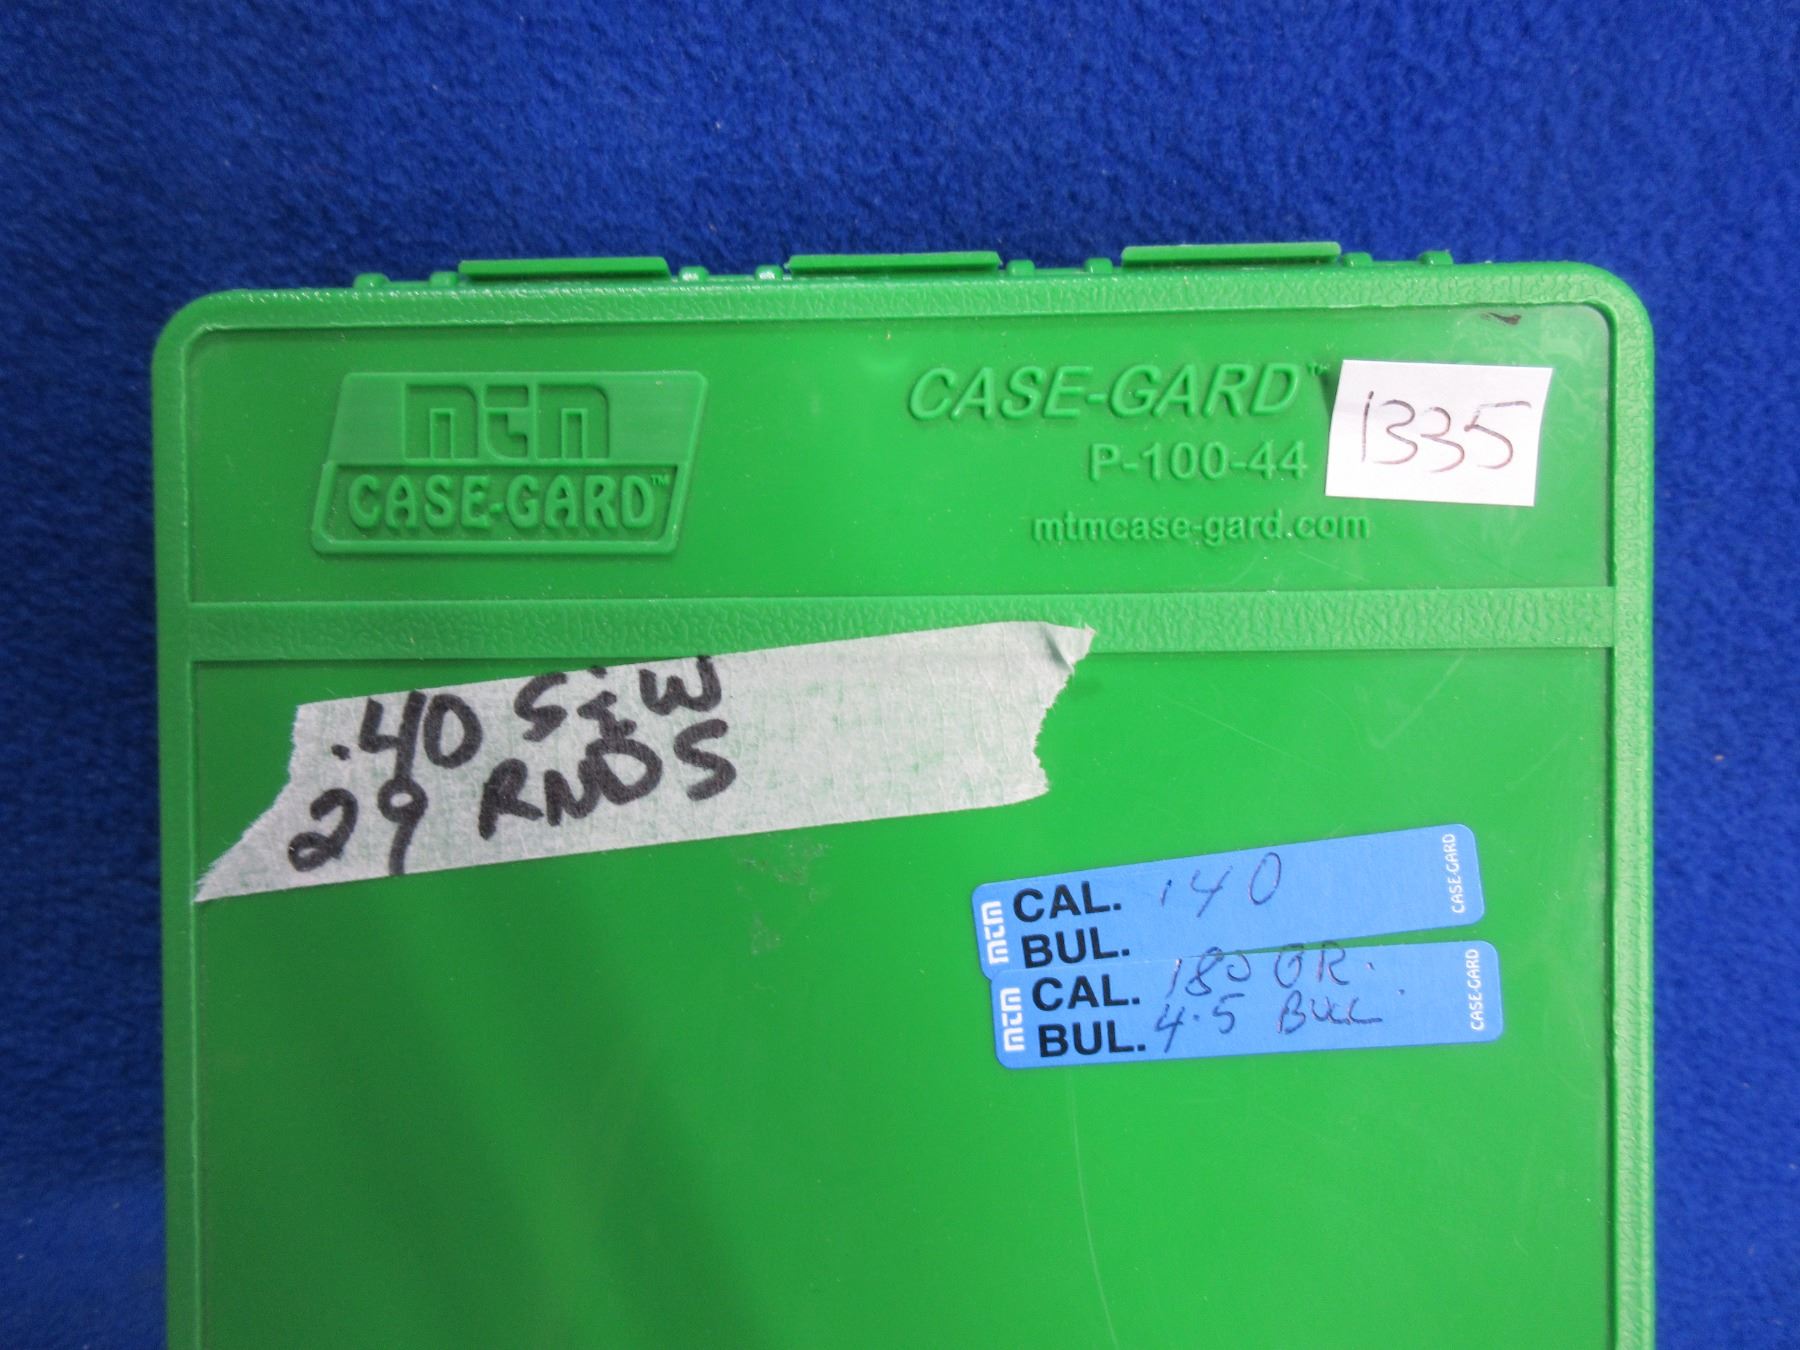 mtm
CASE-GARD™
CASE-GARD™
P-100-44
mtmcase-gard.com
1335
.40 S&W
29 RNDS
mtm CAL. .40 CASE-GARD
BUL.
mtm CAL. 180 GR. CASE-GARD
BUL. 4.5 BULL